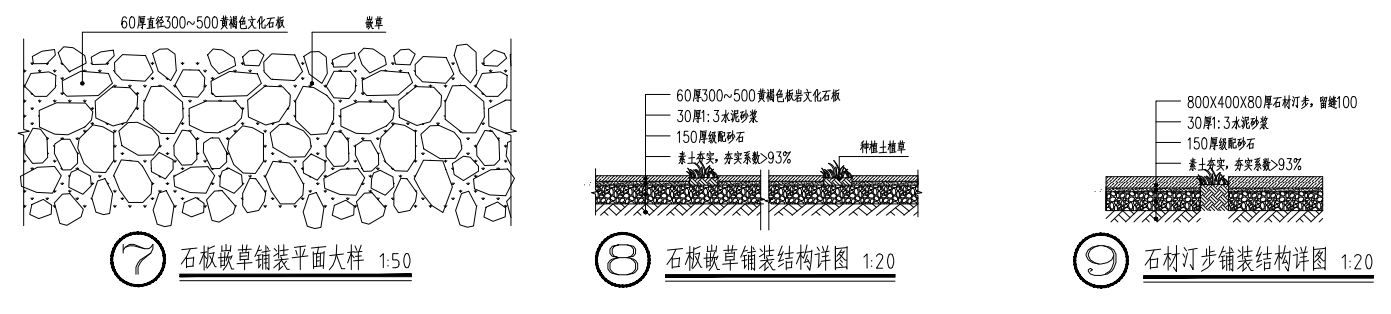 60厚直径300~500黄褐色文化石板
嵌草
7 石板嵌草铺装平面大样 1:50
60厚300~500黄褐色板岩文化石板
30厚1:3水泥砂浆
150厚级配砂石
素土夯实，夯实系数>93%
种植土植草
8 石板嵌草铺装结构详图 1:20
800X400X80厚石材汀步，留缝100
30厚1:3水泥砂浆
150厚级配砂石
素土夯实，夯实系数>93%
9 石材汀步铺装结构详图 1:20